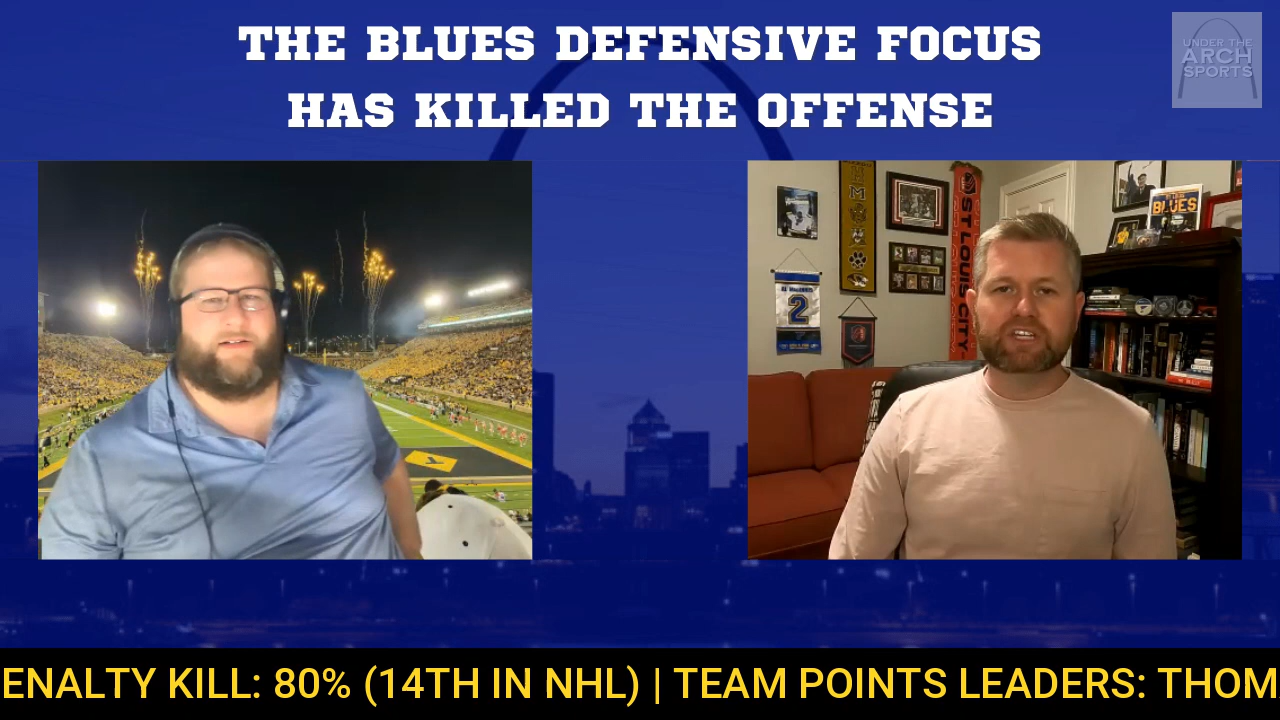 THE BLUES DEFENSIVE FOCUS
HAS KILLED THE OFFENSE
UNDER THE
ARCH
SPORTS
M
ST LOUIS CITY
BLUES
2
ENALTY KILL: 80% (14TH IN NHL) | TEAM POINTS LEADERS: THOM